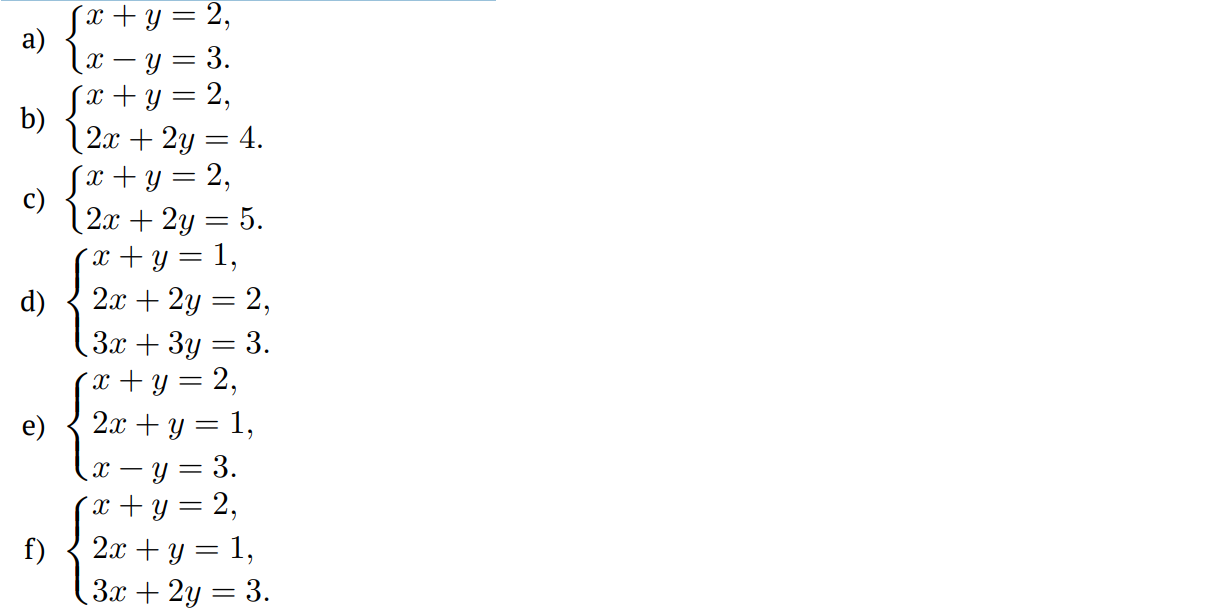 a) { x + y = 2,
x − y = 3.
b) { x + y = 2,
2x + 2y = 4.
c) { x + y = 2,
2x + 2y = 5.
d) { x + y = 1,
2x + 2y = 2,
3x + 3y = 3.
e) { x + y = 2,
2x + y = 1,
x − y = 3.
f) { x + y = 2,
2x + y = 1,
3x + 2y = 3.